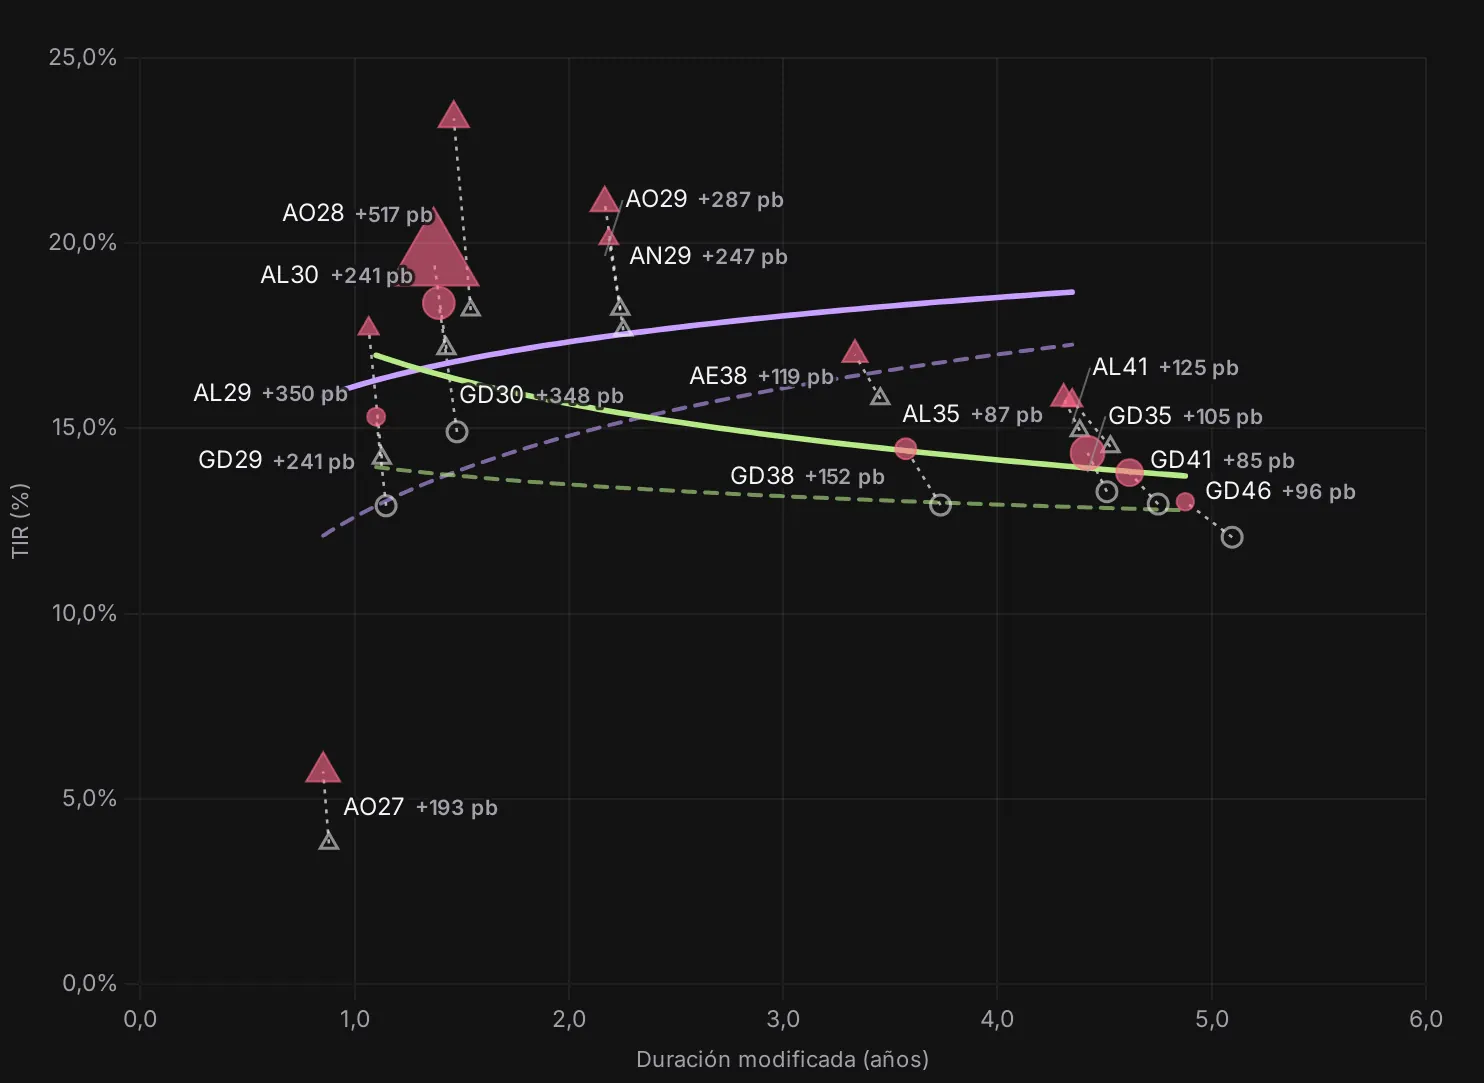 25,0%
20,0%
15,0%
10,0%
5,0%
0,0%
TIR (%)
AO28 +517 pb
AO29 +287 pb
AN29 +247 pb
AL30 +241 pb
AL29 +350 pb
GD30 +348 pb
GD29 +241 pb
AE38 +119 pb
AL41 +125 pb
AL35 +87 pb
GD35 +105 pb
GD38 +152 pb
GD41 +85 pb
GD46 +96 pb
AO27 +193 pb
0,0 1,0 2,0 3,0 4,0 5,0 6,0
Duración modificada (años)